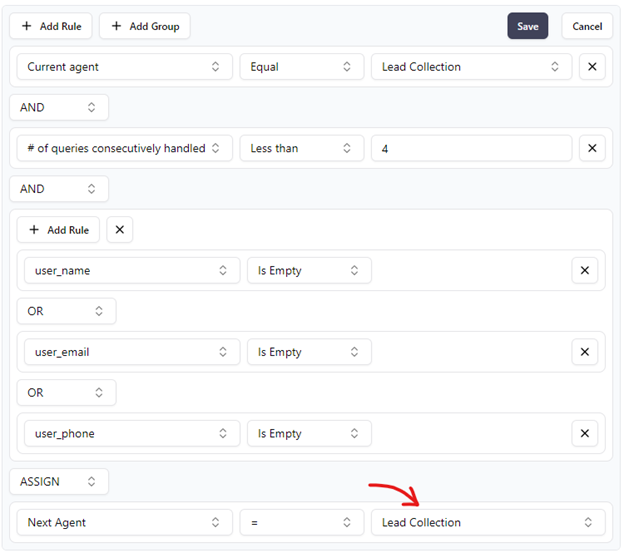 + Add Rule + Add Group Save Cancel
Current agent Equal Lead Collection
AND
# of queries consecutively handled Less than 4
AND
+ Add Rule
user_name Is Empty
OR
user_email Is Empty
OR
user_phone Is Empty
ASSIGN
Next Agent = Lead Collection